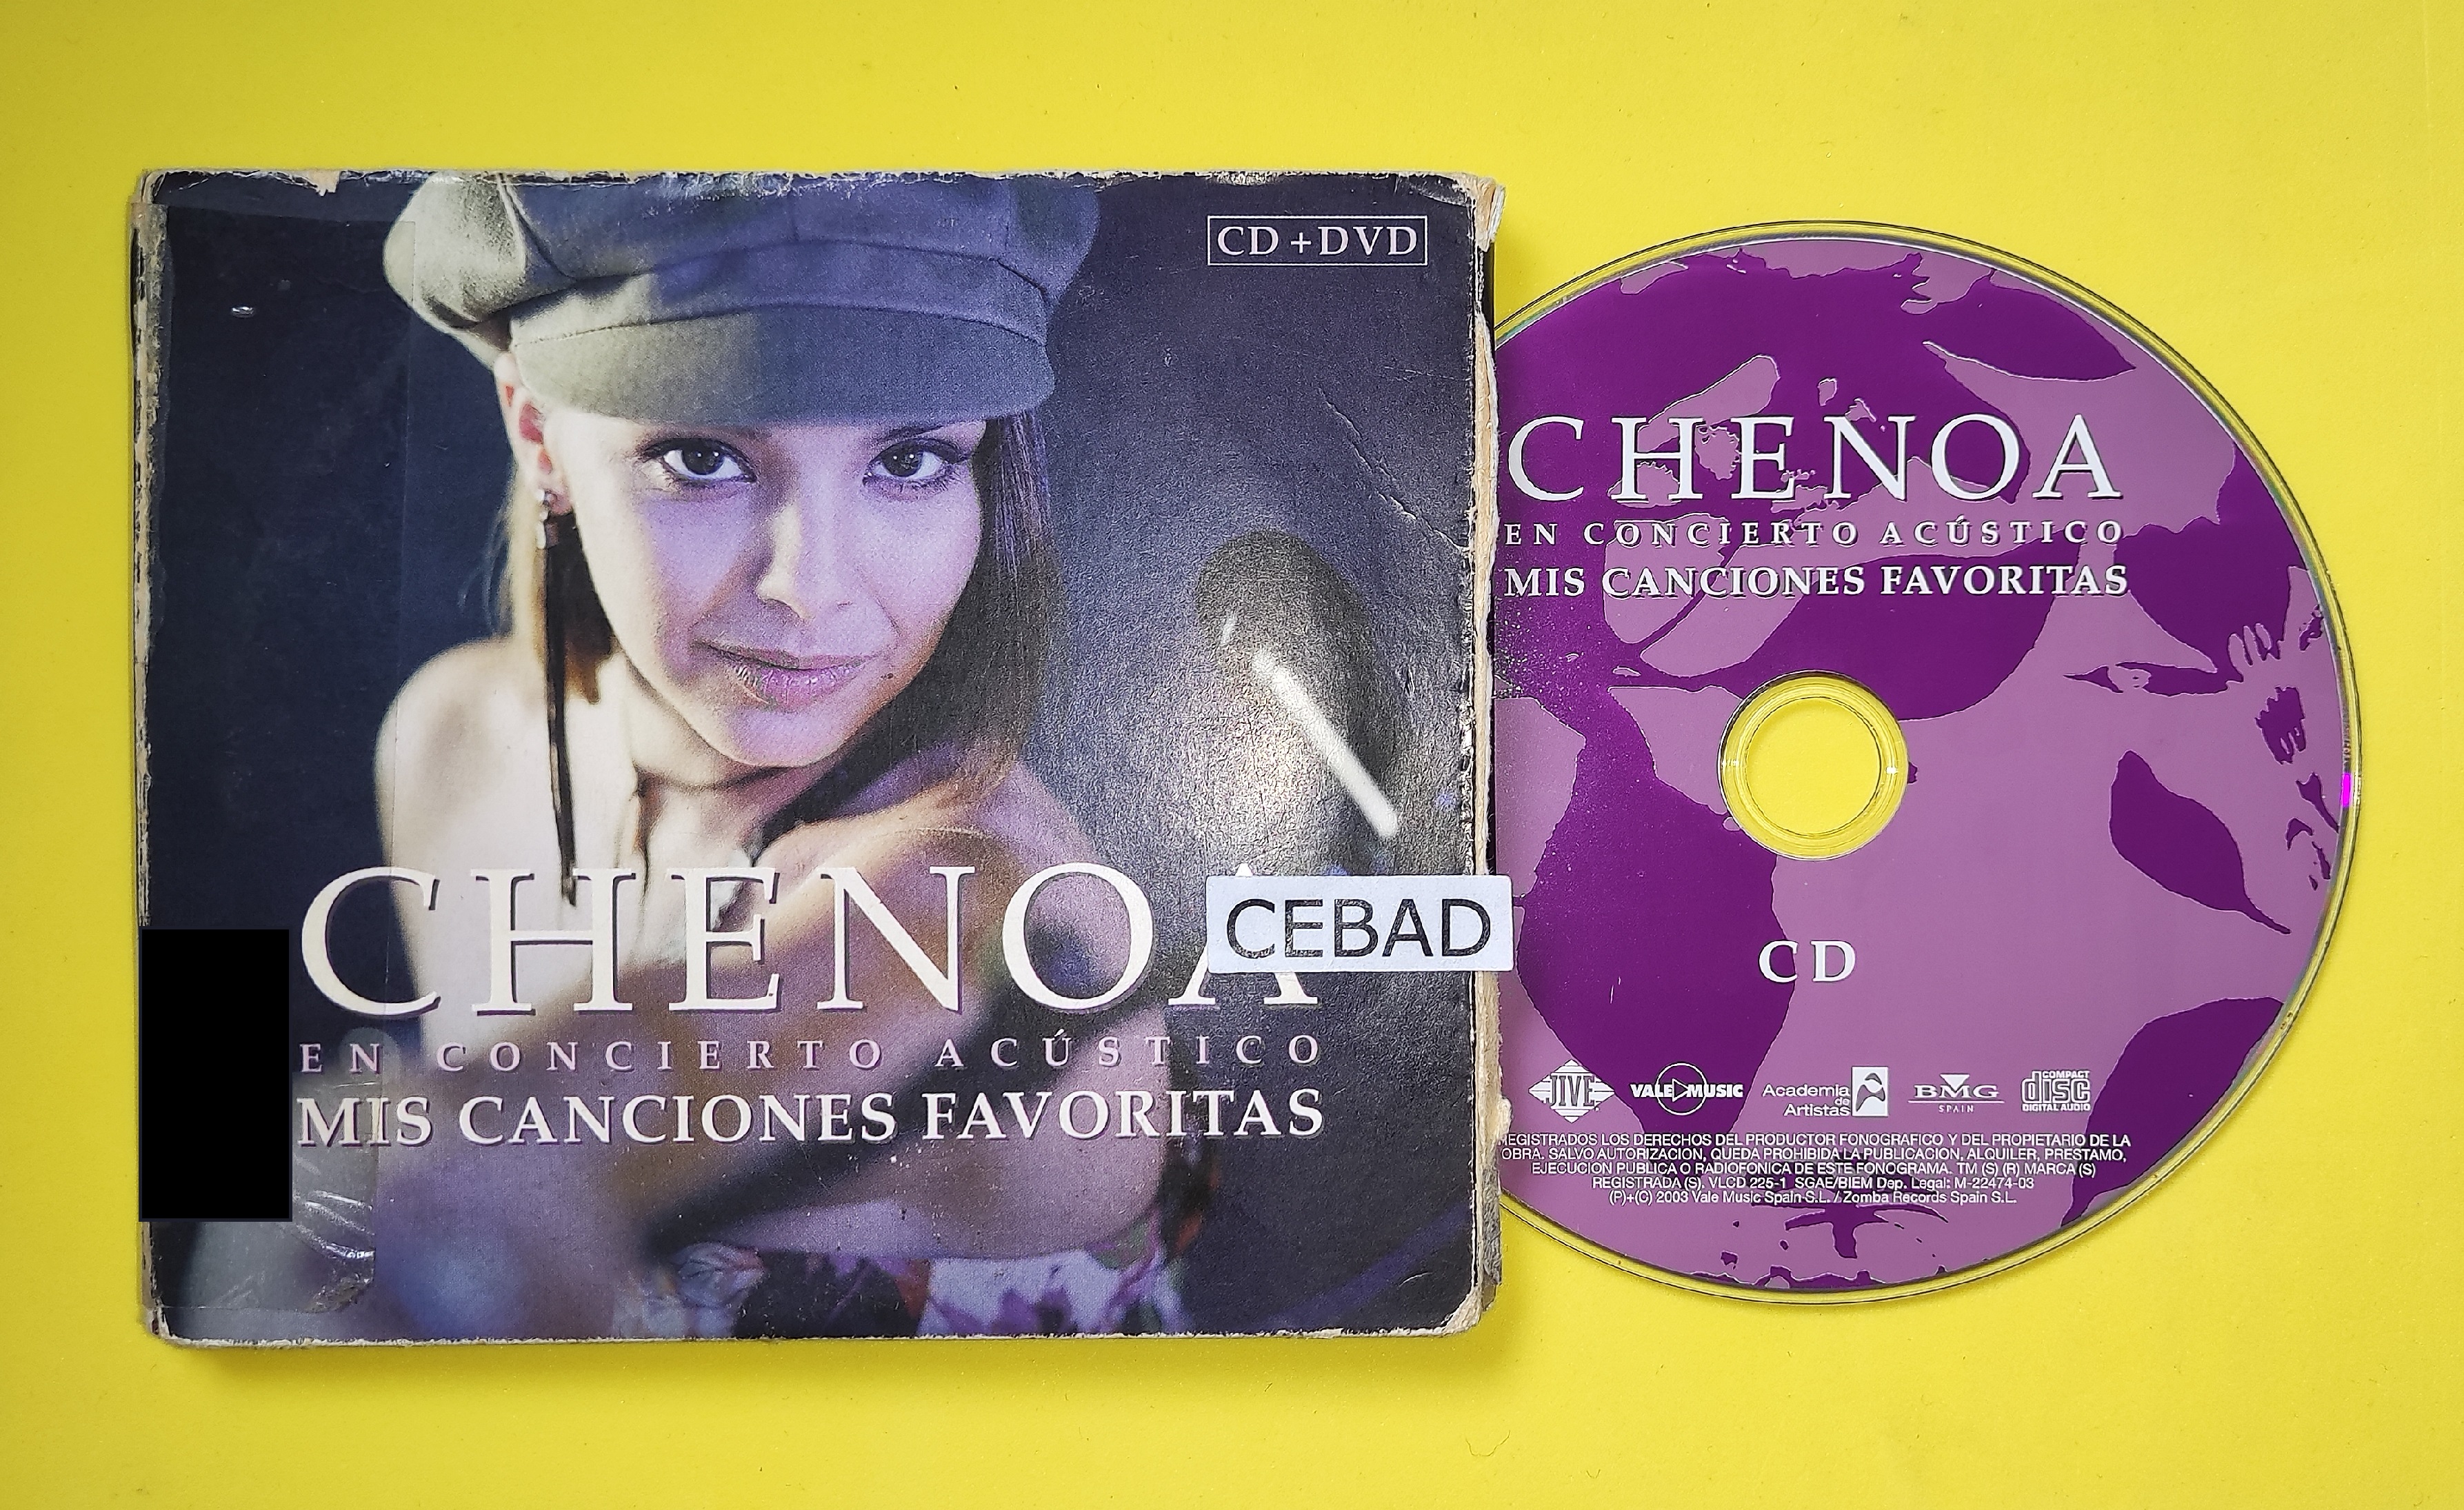 CD+DVD
CHENOA
CEBAD
EN CONCIERTO ACÚSTICO
MIS CANCIONES FAVORITAS
CHENOA
EN CONCIERTO ACÚSTICO
MIS CANCIONES FAVORITAS
CD
JIVE
VALE MUSIC
Academia
de
Artistas
BMG
SPAIN
COMPACT
disc
DIGITAL AUDIO
REGISTRADOS LOS DERECHOS DEL PRODUCTOR FONOGRAFICO Y DEL PROPIETARIO DE LA
OBRA. SALVO AUTORIZACION, QUEDA PROHIBIDA LA PUBLICACION, ALQUILER, PRESTAMO,
EJECUCION PUBLICA O RADIOFONICA DE ESTE FONOGRAMA. TM (S) (R) MARCA (S)
REGISTRADA (S). VLCD 225-1 SGAE/BIEM Dep. Legal: M-22474-03
(P)+(C) 2003 Vale Music Spain S.L. / Zomba Records Spain S.L.